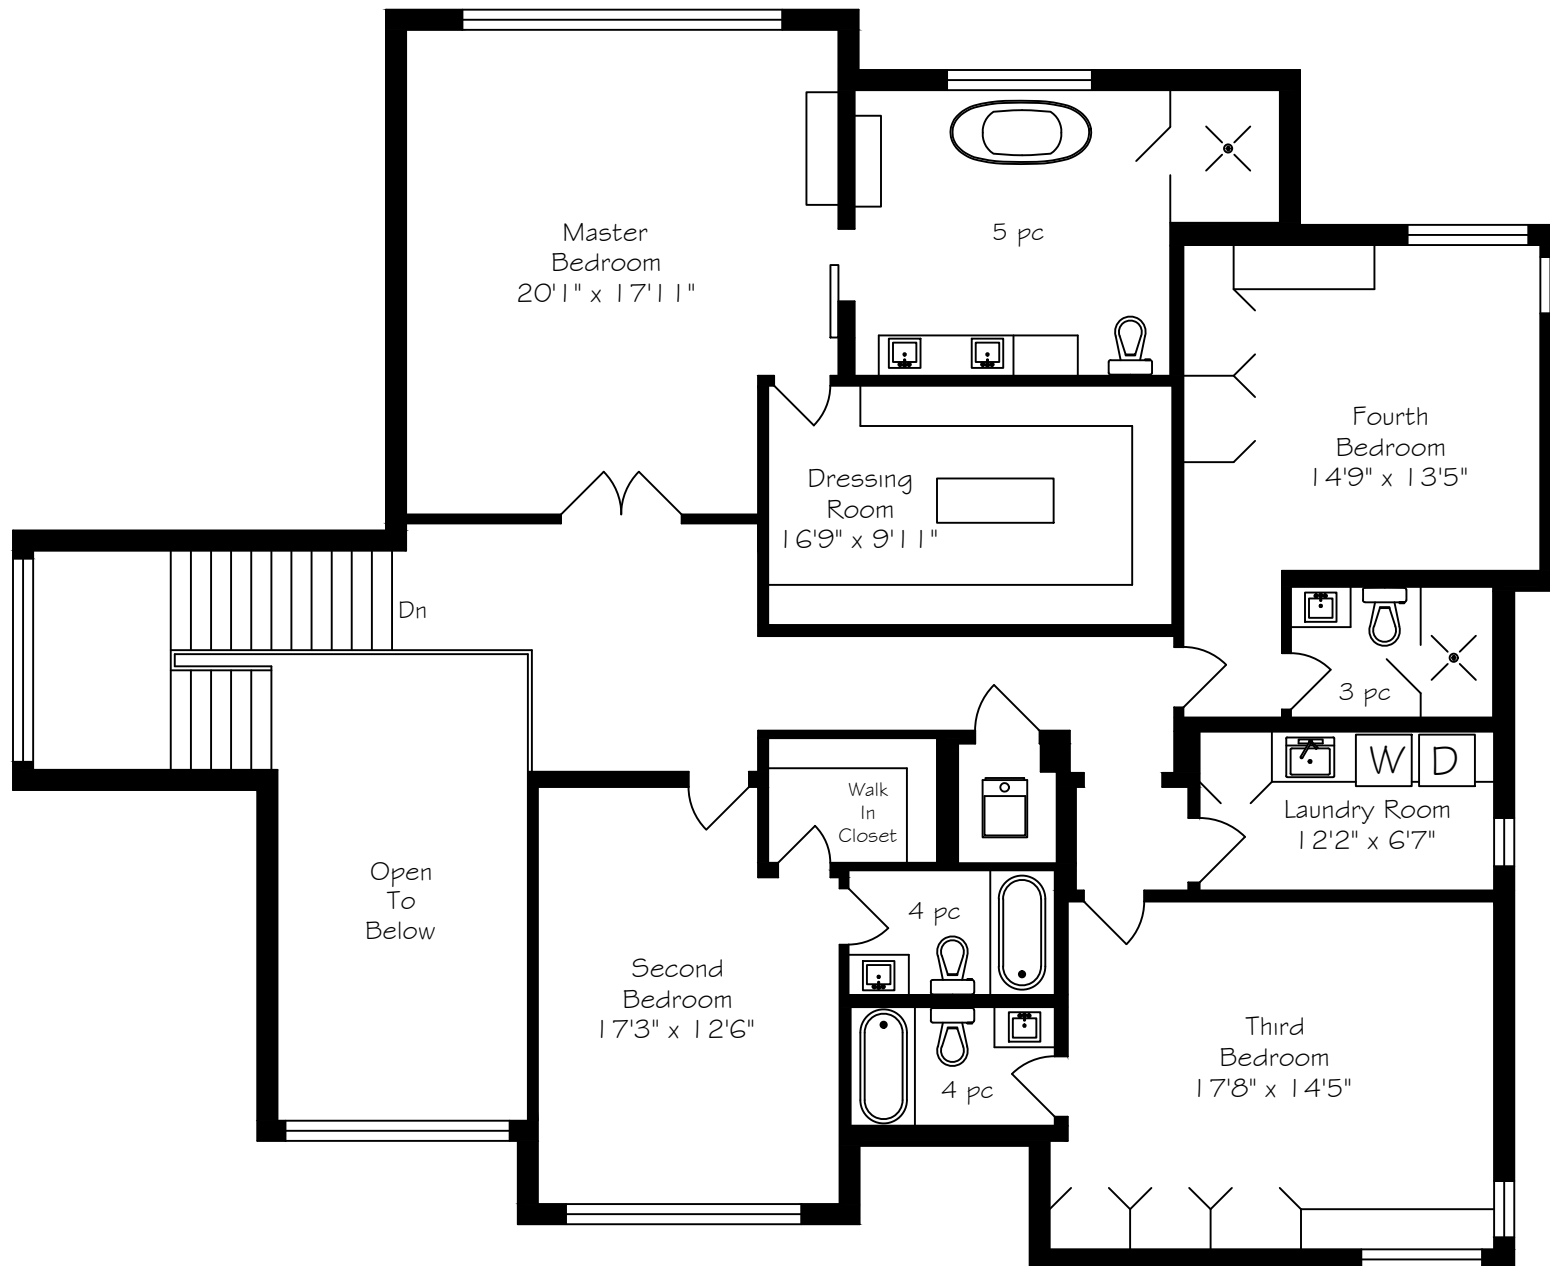 Master
Bedroom
20'1" x 17'11"
5 pc
Fourth
Bedroom
14'9" x 13'5"
Dressing
Room
16'9" x 9'11"
Dn
3 pc
W D
Laundry Room
12'2" x 6'7"
Walk
In
Closet
Open
To
Below
4 pc
Second
Bedroom
17'3" x 12'6"
4 pc
Third
Bedroom
17'8" x 14'5"